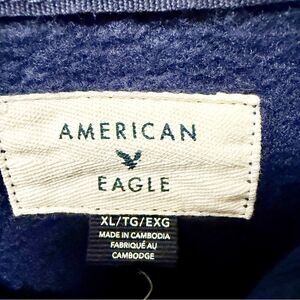 AMERICAN
EAGLE
XL/TG/EXG
MADE IN CAMBODIA
FABRIQUÉ AU
CAMBODGE